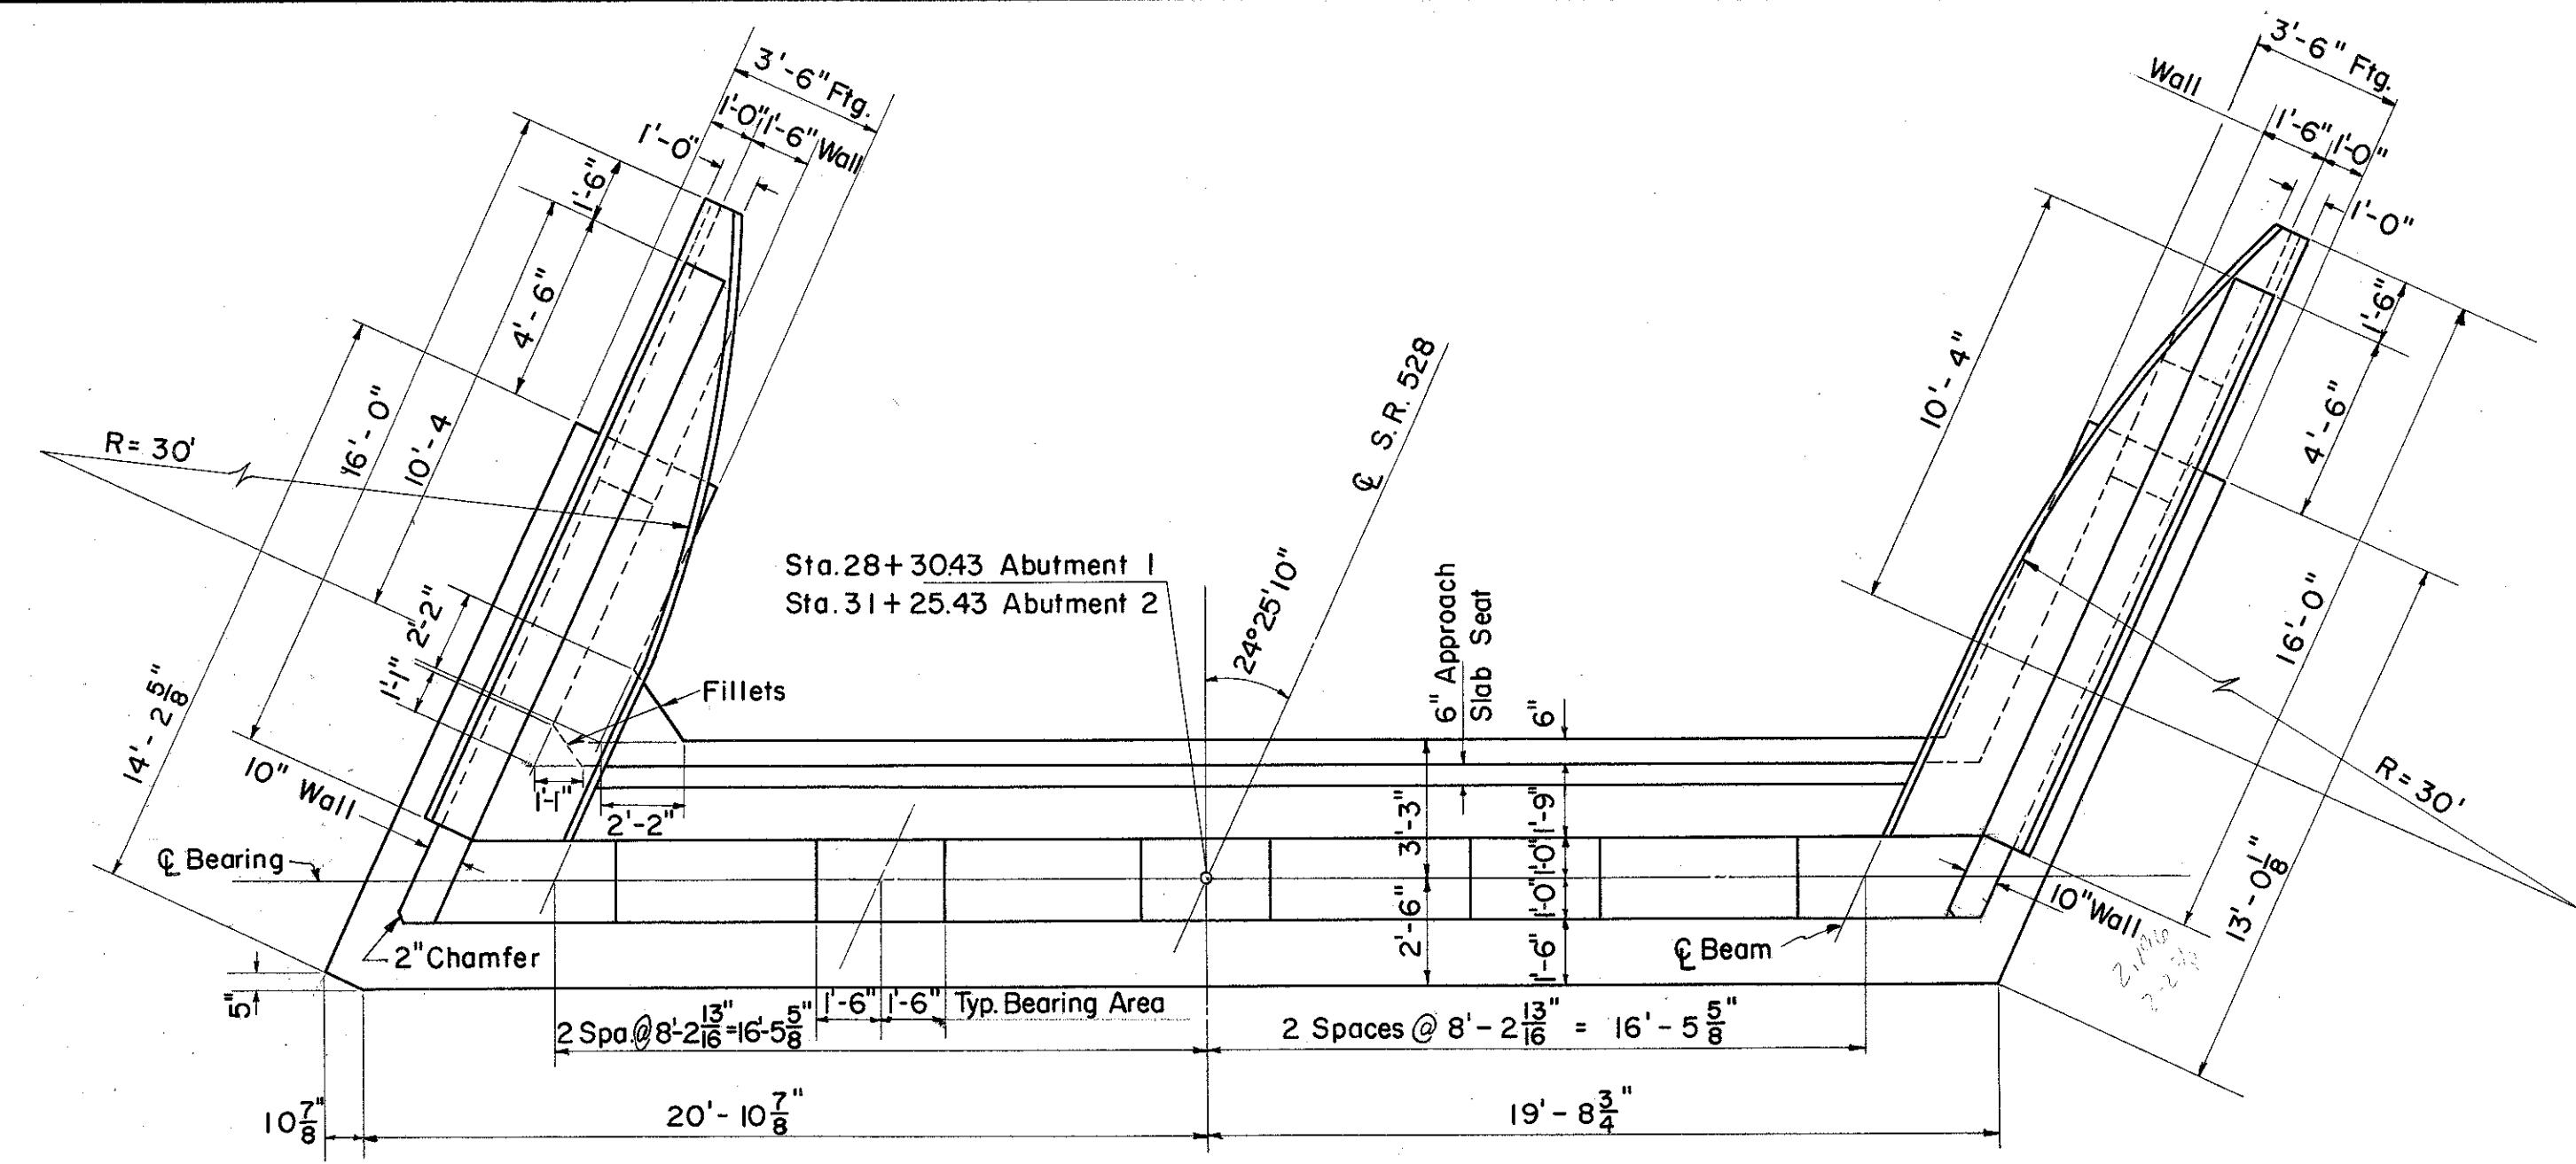 3'-6" Ftg.
1'-0"
1'-6" Wall
1'-0"
1'-6"
4'-6"
16'-0"
10'-4
R= 30'
2'-2"
1'-1"
14'-2 5/8"
10" Wall
℄ Bearing
2" Chamfer
5"
Fillets
1'-1"
2'-2"
Sta. 28+30.43 Abutment 1
Sta. 31+25.43 Abutment 2
℄ S.R. 528
24°25'10"
6" Approach
Slab Seat
6"
3'-3"
1'-9"
1'-0"
1'-0"
2'-6"
1'-6"
1'-6"
1'-6"
Typ. Bearing Area
2 Spa. @ 8'-2 13/16"=16'-5 5/8"
2 Spaces @ 8'-2 13/16" = 16'-5 5/8"
10 7/8"
20'-10 7/8"
19'-8 3/4"
3'-6" Ftg.
Wall
1'-6"
1'-0"
1'-0"
10'-4"
1'-6"
4'-6"
16'-0"
R= 30'
13'-0 1/8"
10" Wall
℄ Beam